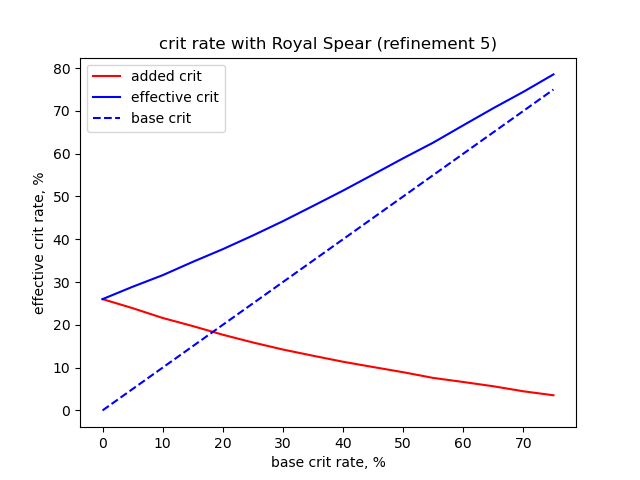 crit rate with Royal Spear (refinement 5)
added crit
effective crit
base crit
effective crit rate, %
80
70
60
50
40
30
20
10
0
0 10 20 30 40 50 60 70
base crit rate, %